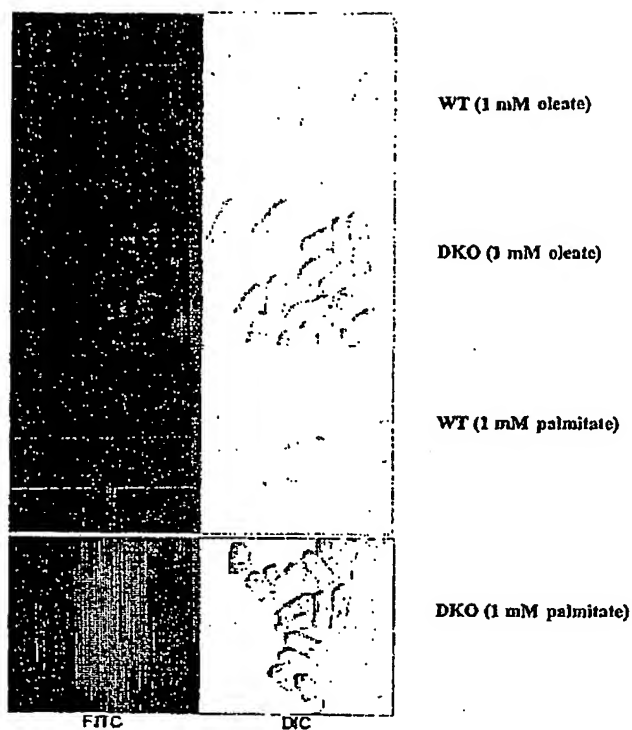 WT (1 mM oleate)
DKO (1 mM oleate)
WT (1 mM palmitate)
DKO (1 mM palmitate)
FITC DIC